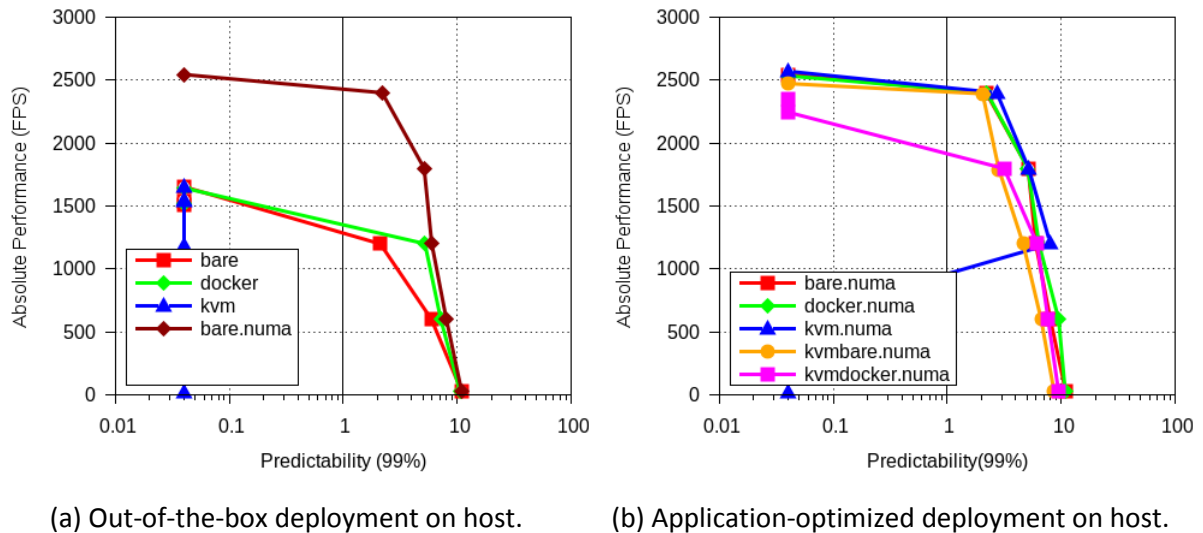 3000
2500
2000
1500
1000
500
0
Absolute Performance (FPS)
bare
docker
kvm
bare.numa
0.01 0.1 1 10 100
Predictability (99%)
(a) Out-of-the-box deployment on host.
3000
2500
2000
1500
1000
500
0
Absolute Performance (FPS)
bare.numa
docker.numa
kvm.numa
kvmbare.numa
kvmdocker.numa
0.01 0.1 1 10 100
Predictability(99%)
(b) Application-optimized deployment on host.